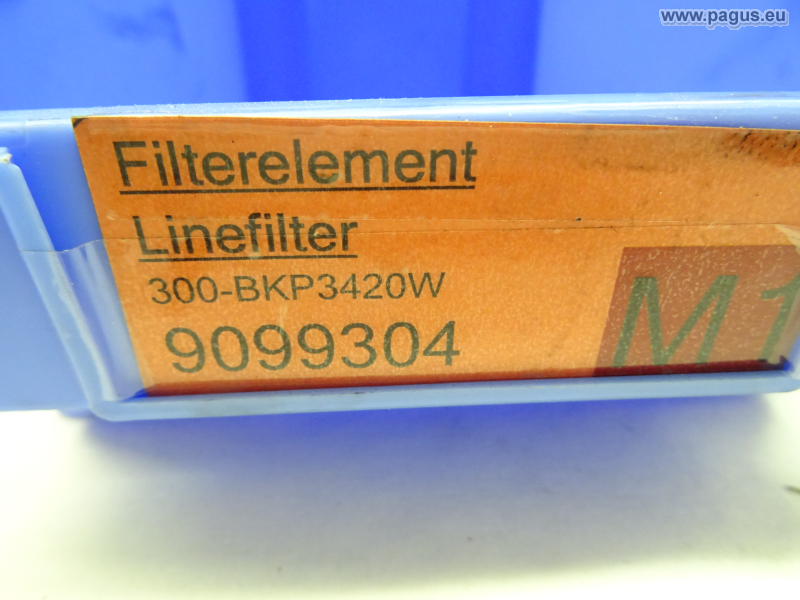 www.pagus.eu
Filterelement
Linefilter
300-BKP3420W
9099304
M1